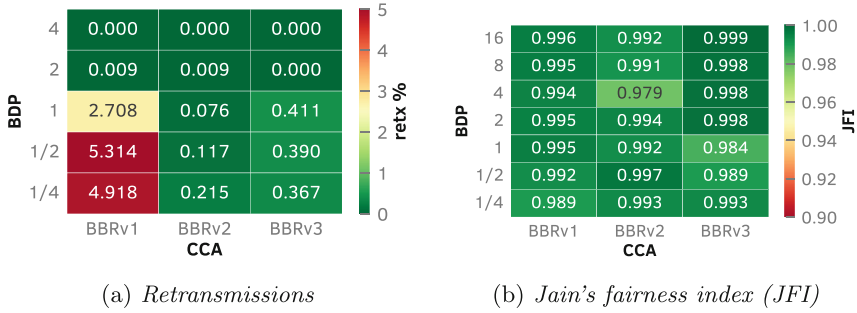 4 0.000 0.000 0.000
2 0.009 0.009 0.000
1 2.708 0.076 0.411
1/2 5.314 0.117 0.390
1/4 4.918 0.215 0.367
BBRv1 BBRv2 BBRv3
CCA
BDP
5
4
3
2
1
0
retx %
(a) Retransmissions
16 0.996 0.992 0.999
8 0.995 0.991 0.998
4 0.994 0.979 0.998
2 0.995 0.994 0.998
1 0.995 0.992 0.984
1/2 0.992 0.997 0.989
1/4 0.989 0.993 0.993
BBRv1 BBRv2 BBRv3
CCA
BDP
1.00
0.98
0.96
0.94
0.92
0.90
JFI
(b) Jain's fairness index (JFI)